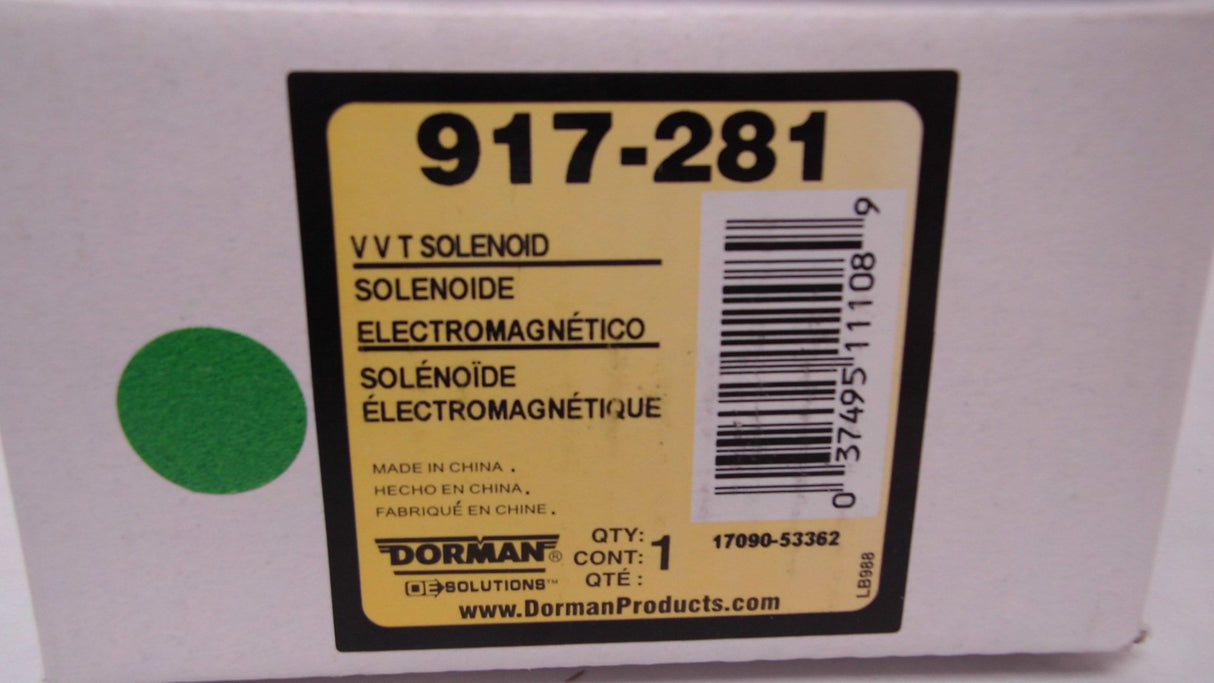 917-281
V V T SOLENOID
SOLENOIDE
ELECTROMAGNÉTICO
SOLÉNOÏDE
ÉLECTROMAGNÉTIQUE
MADE IN CHINA .
HECHO EN CHINA .
FABRIQUÉ EN CHINE .
DORMAN®
OE SOLUTIONS™
QTY:
CONT: 1
QTÉ :
www.DormanProducts.com
0 37495 11108 9
17090-53362
LB988